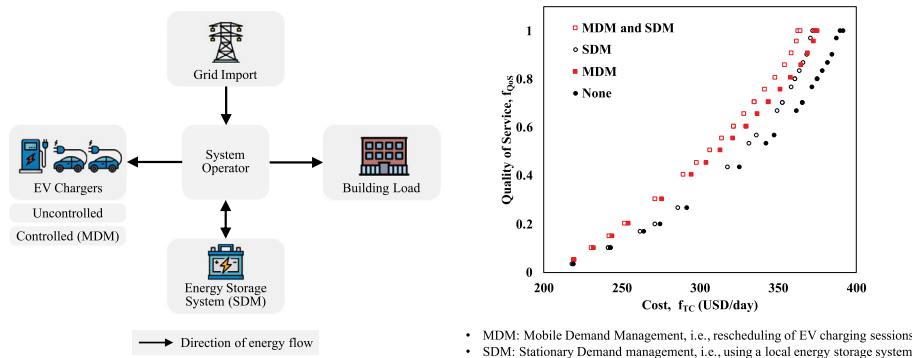 Grid Import
System
Operator
EV Chargers
Uncontrolled
Controlled (MDM)
Building Load
Energy Storage
System (SDM)
Direction of energy flow
MDM and SDM
SDM
MDM
None
Quality of Service, fQoS
1
0.8
0.6
0.4
0.2
0
200
250
300
350
400
Cost, fTC (USD/day)
• MDM: Mobile Demand Management, i.e., rescheduling of EV charging sessions
• SDM: Stationary Demand management, i.e., using a local energy storage system